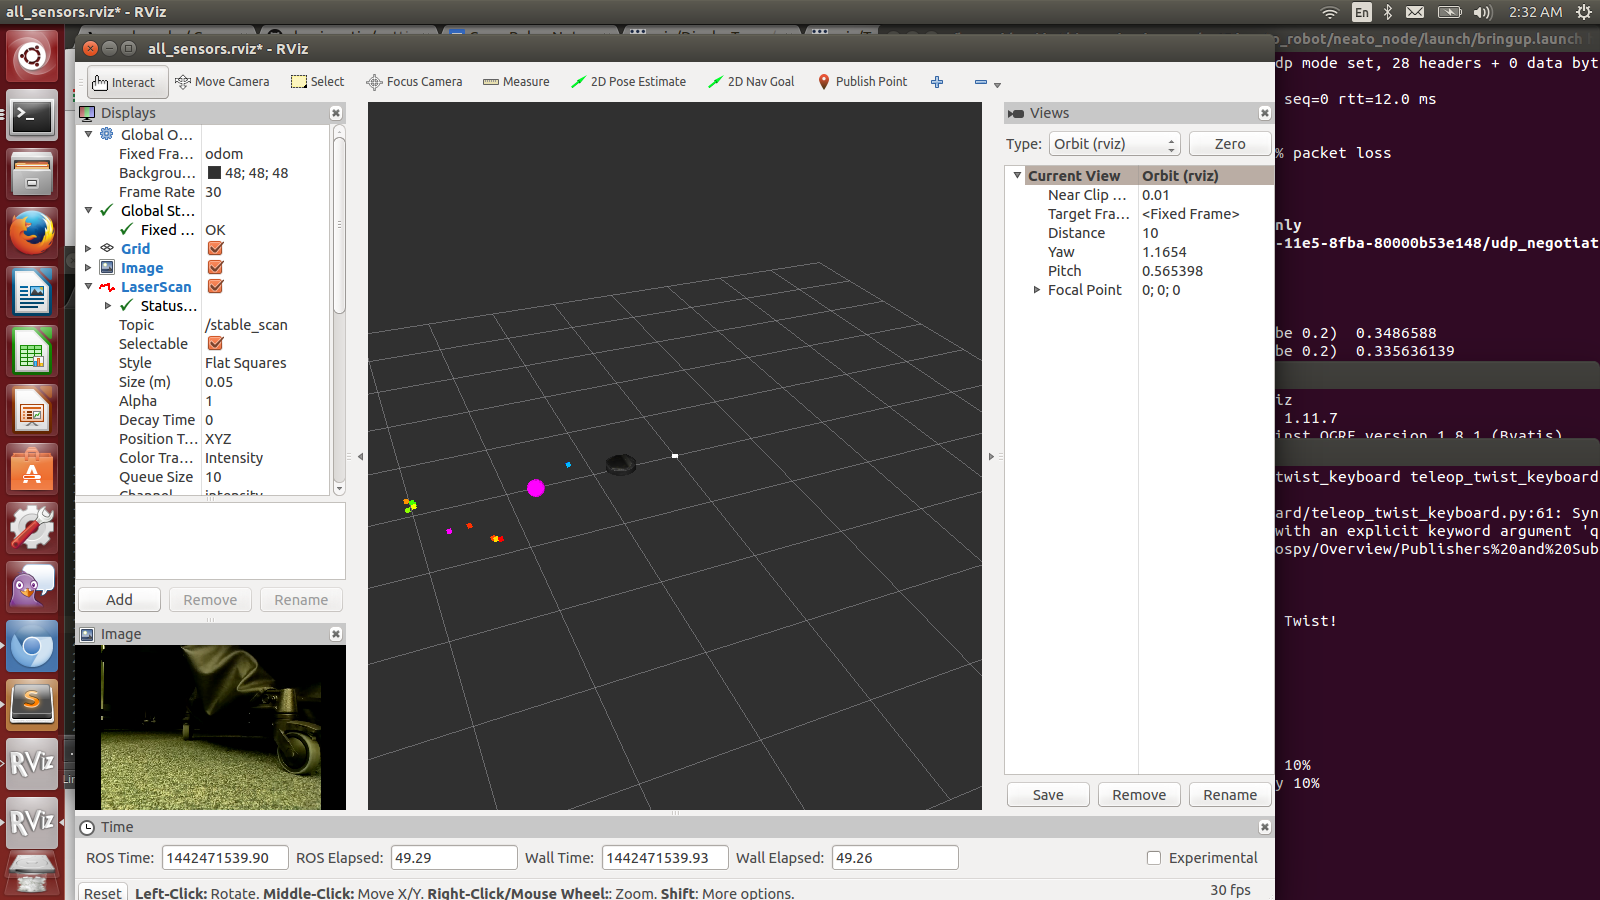 all_sensors.rviz* - RViz
En
2:32 AM
all_sensors.rviz* - RViz
_robot/neato_node/launch/bringup.launch
Interact
Move Camera
Select
Focus Camera
Measure
2D Pose Estimate
2D Nav Goal
Publish Point
dp mode set, 28 headers + 0 data byt
seq=0 rtt=12.0 ms
% packet loss
nly
-11e5-8fba-80000b53e148/udp_negotiat
be 0.2)  0.3486588
be 0.2)  0.335636139
iz
1.11.7
inst OGRE version 1.8.1 (Byatis)
twist_keyboard teleop_twist_keyboard
ard/teleop_twist_keyboard.py:61: Syn
with an explicit keyword argument 'q
ospy/Overview/Publishers%20and%20Sub
Twist!
10%
y 10%
Displays
Global O...
Fixed Fra... odom
Backgrou... 48; 48; 48
Frame Rate 30
Global St...
Fixed ... OK
Grid
Image
LaserScan
Status...
Topic /stable_scan
Selectable
Style Flat Squares
Size (m) 0.05
Alpha 1
Decay Time 0
Position T... XYZ
Color Tra... Intensity
Queue Size 10
Channel intensity
Add
Remove
Rename
Image
Views
Type: Orbit (rviz) Zero
Current View Orbit (rviz)
Near Clip ... 0.01
Target Fra... <Fixed Frame>
Distance 10
Yaw 1.1654
Pitch 0.565398
Focal Point 0; 0; 0
Save
Remove
Rename
Time
ROS Time: 1442471539.90 ROS Elapsed: 49.29 Wall Time: 1442471539.93 Wall Elapsed: 49.26 Experimental
Reset Left-Click: Rotate. Middle-Click: Move X/Y. Right-Click/Mouse Wheel:: Zoom. Shift: More options. 30 fps
RViz
RViz